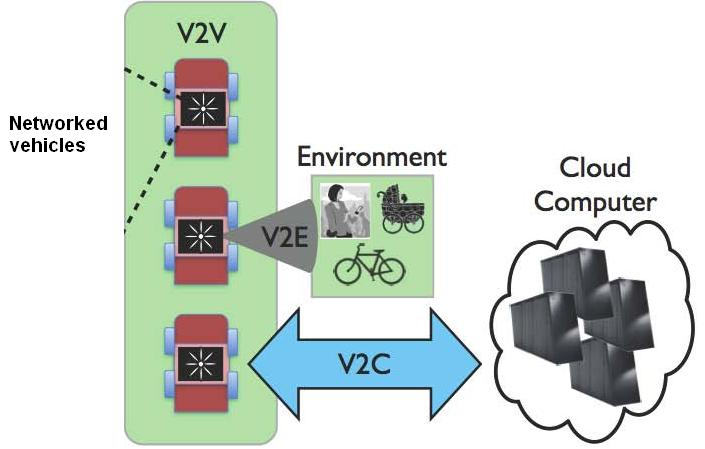 V2V
Networked
vehicles
Environment
V2E
Cloud
Computer
V2C